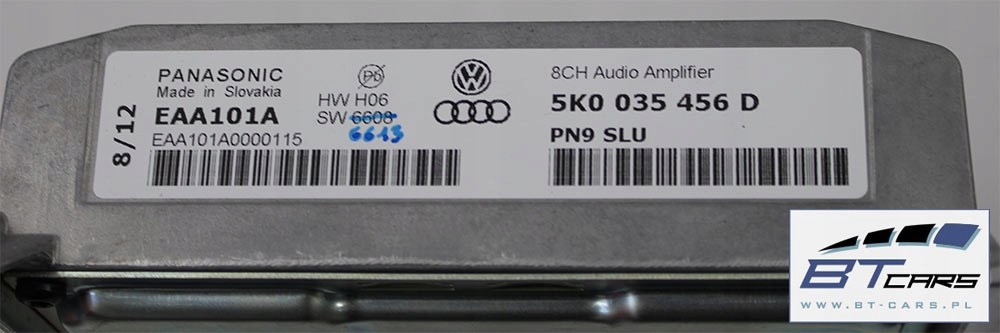 8/12
PANASONIC
Made in Slovakia
EAA101A
EAA101A0000115
Pb
HW H06
SW 6608
6613
8CH Audio Amplifier
5K0 035 456 D
PN9 SLU
BT CARS
WWW.BT-CARS.PL